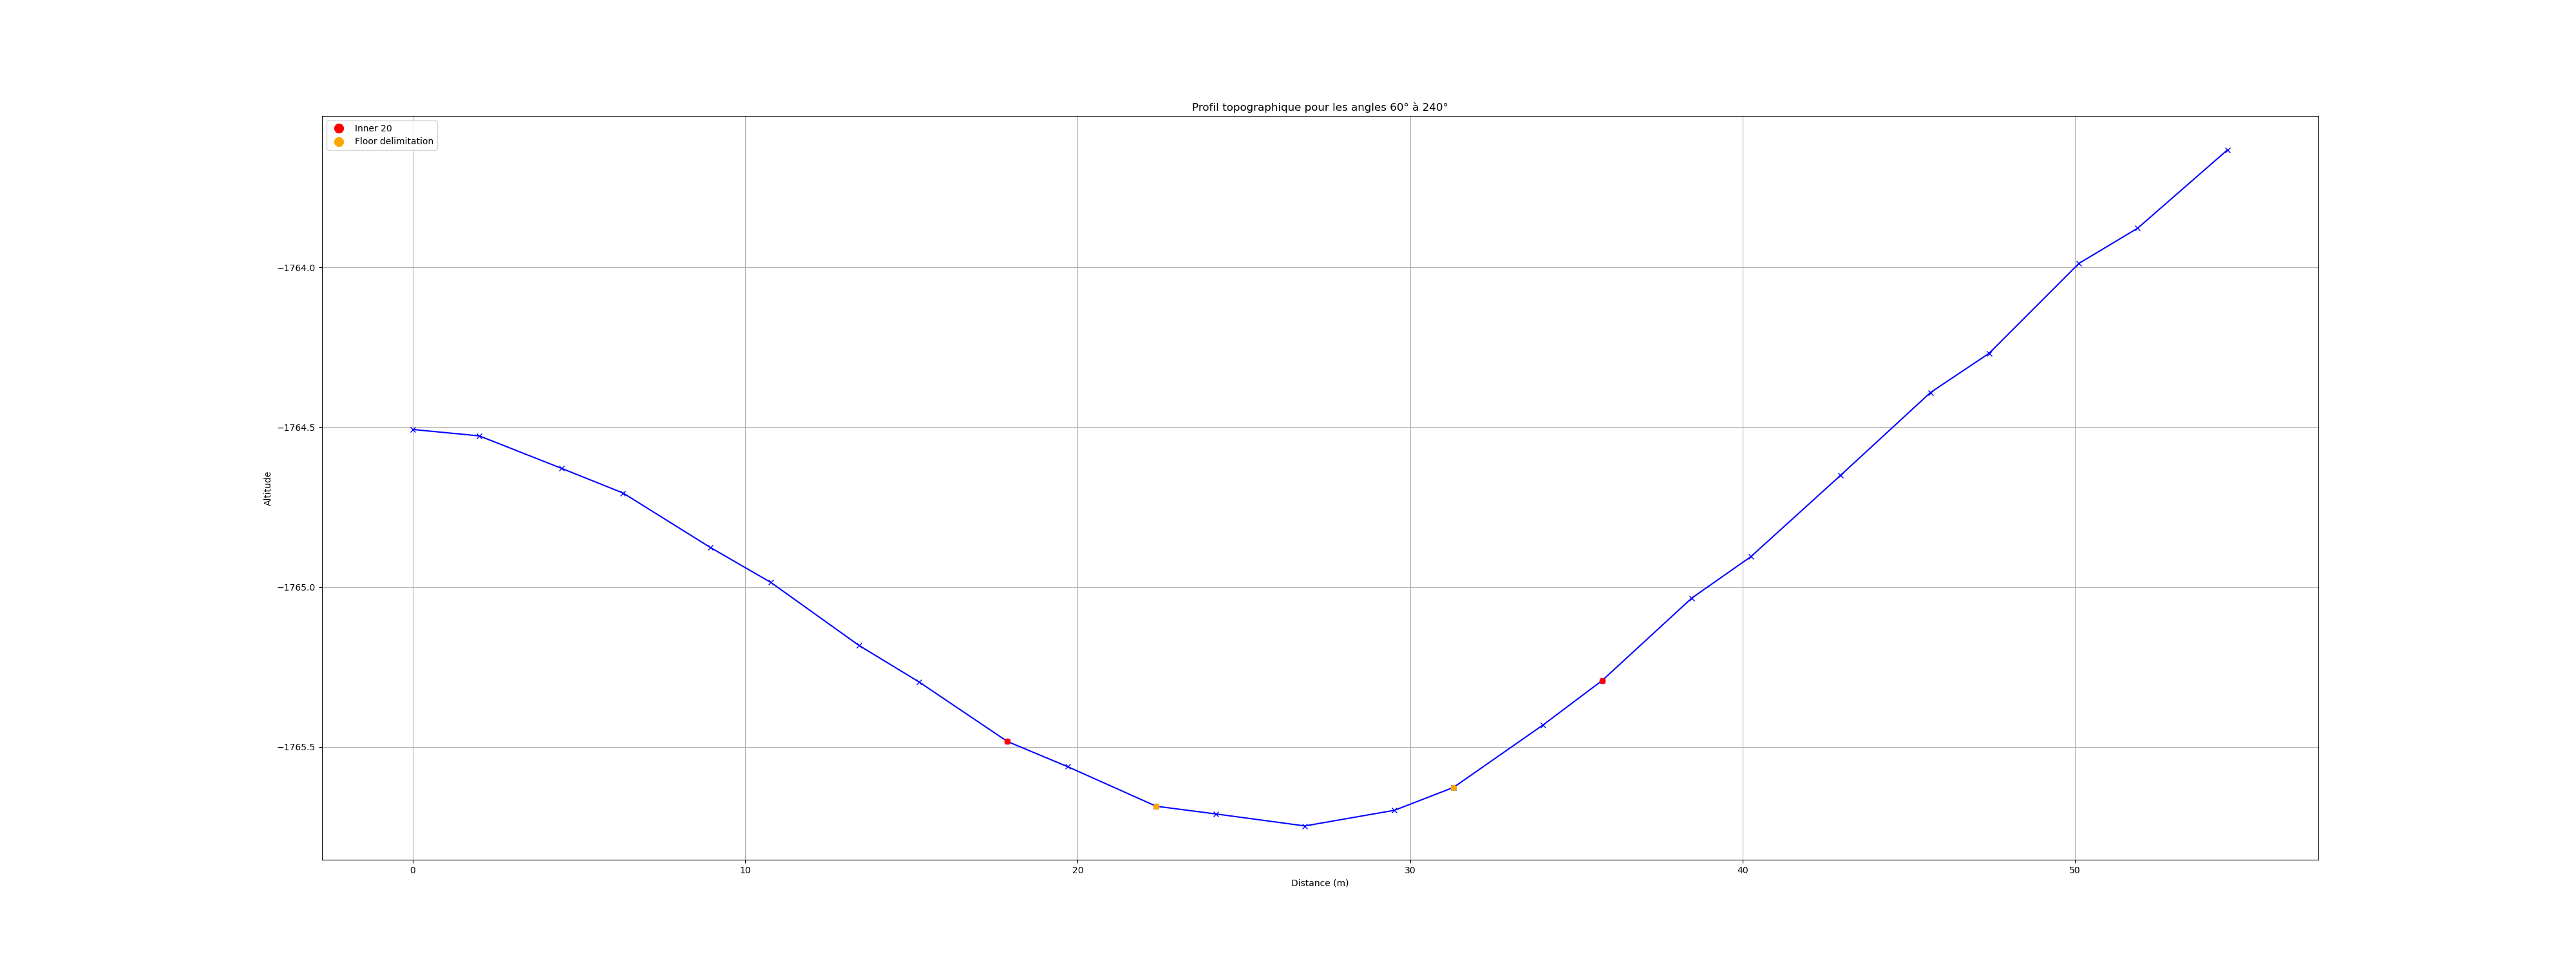 Profil topographique pour les angles 60° à 240°
Inner 20
Floor delimitation
−1764.0
−1764.5
−1765.0
−1765.5
Altitude
0
10
20
30
40
50
Distance (m)